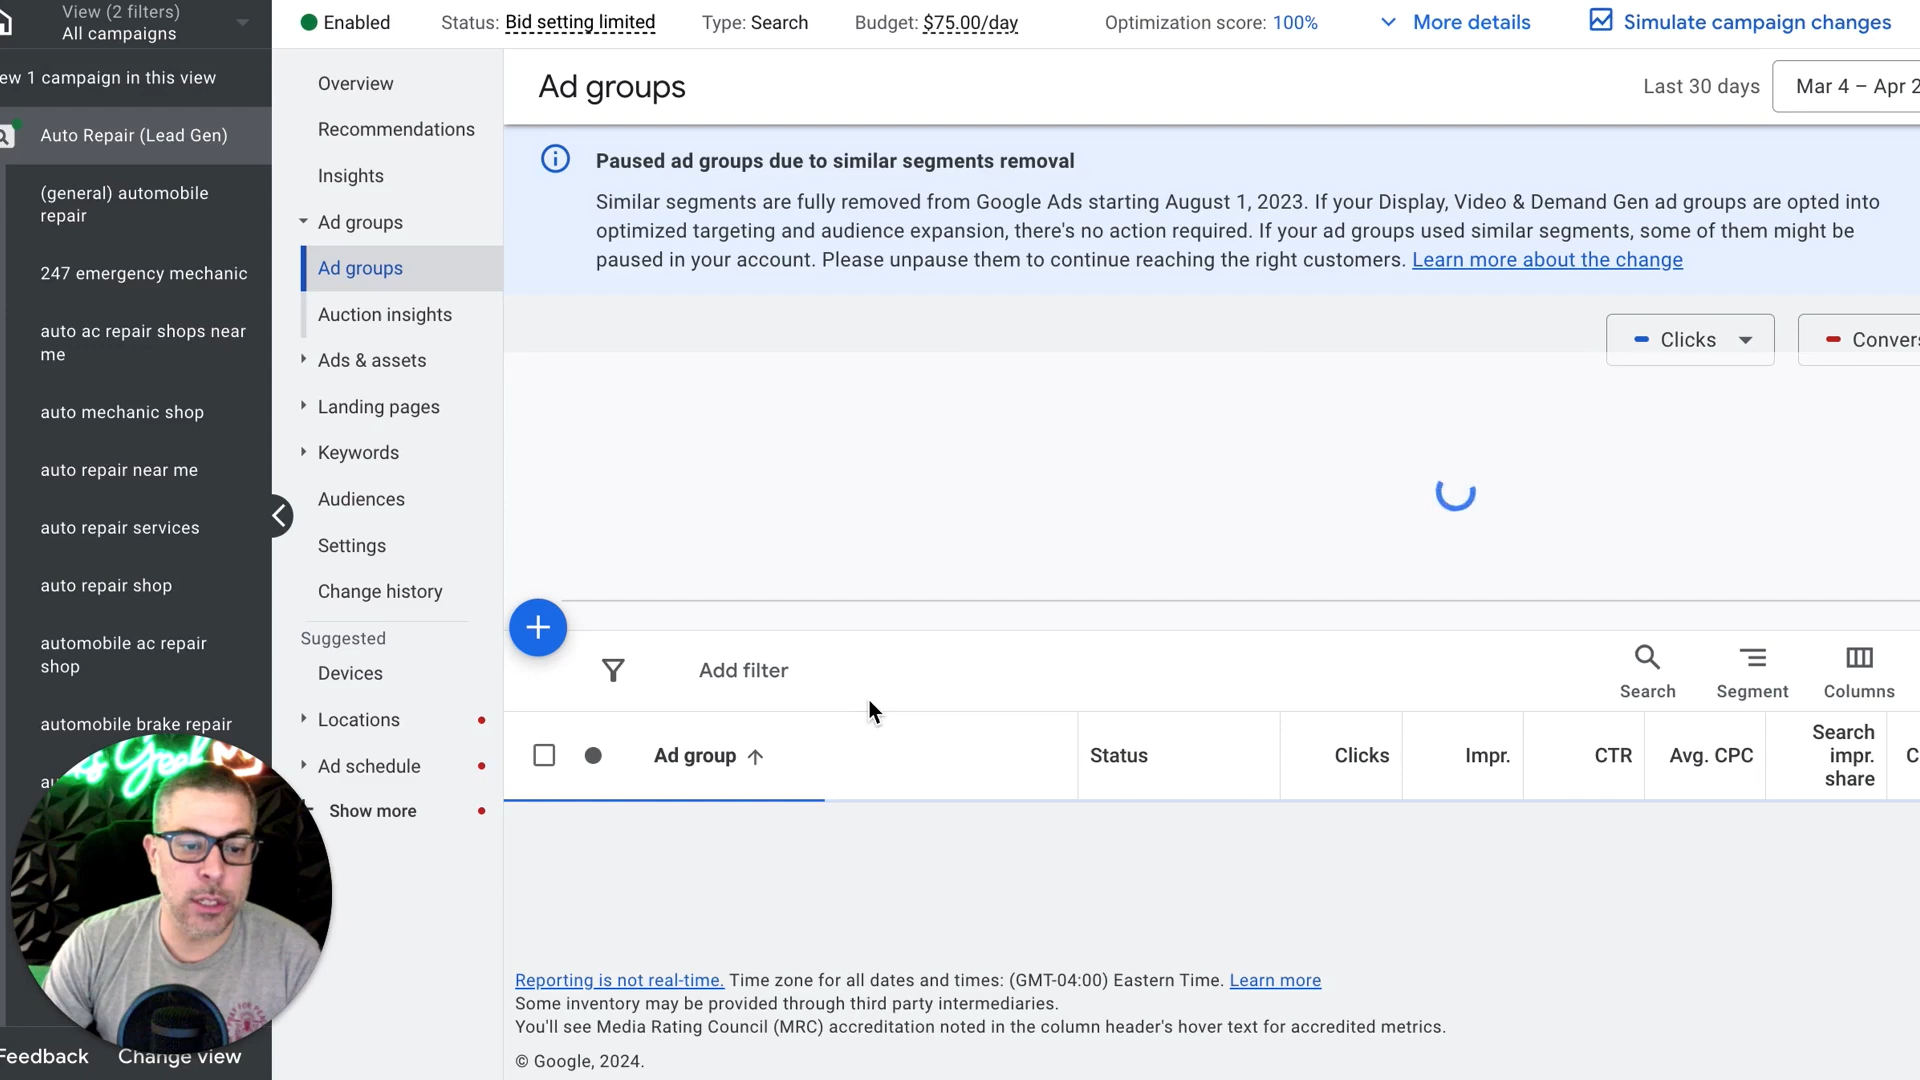 View (2 filters)
All campaigns
Enabled
Status: Bid setting limited
Type: Search
Budget: $75.00/day
Optimization score: 100%
More details
Simulate campaign changes
ew 1 campaign in this view
Auto Repair (Lead Gen)
(general) automobile
repair
247 emergency mechanic
auto ac repair shops near
me
auto mechanic shop
auto repair near me
auto repair services
auto repair shop
automobile ac repair
shop
automobile brake repair
au
Feedback
Change view
Overview
Recommendations
Insights
Ad groups
Ad groups
Auction insights
Ads & assets
Landing pages
Keywords
Audiences
Settings
Change history
Suggested
Devices
Locations
Ad schedule
Show more
Ad groups
Last 30 days
Mar 4 – Apr 2
Paused ad groups due to similar segments removal
Similar segments are fully removed from Google Ads starting August 1, 2023. If your Display, Video & Demand Gen ad groups are opted into
optimized targeting and audience expansion, there's no action required. If your ad groups used similar segments, some of them might be
paused in your account. Please unpause them to continue reaching the right customers. Learn more about the change
Clicks
Convers
Add filter
Search
Segment
Columns
Ad group
Status
Clicks
Impr.
CTR
Avg. CPC
Search
impr.
share
C
Reporting is not real-time. Time zone for all dates and times: (GMT-04:00) Eastern Time. Learn more
Some inventory may be provided through third party intermediaries.
You'll see Media Rating Council (MRC) accreditation noted in the column header's hover text for accredited metrics.
© Google, 2024.